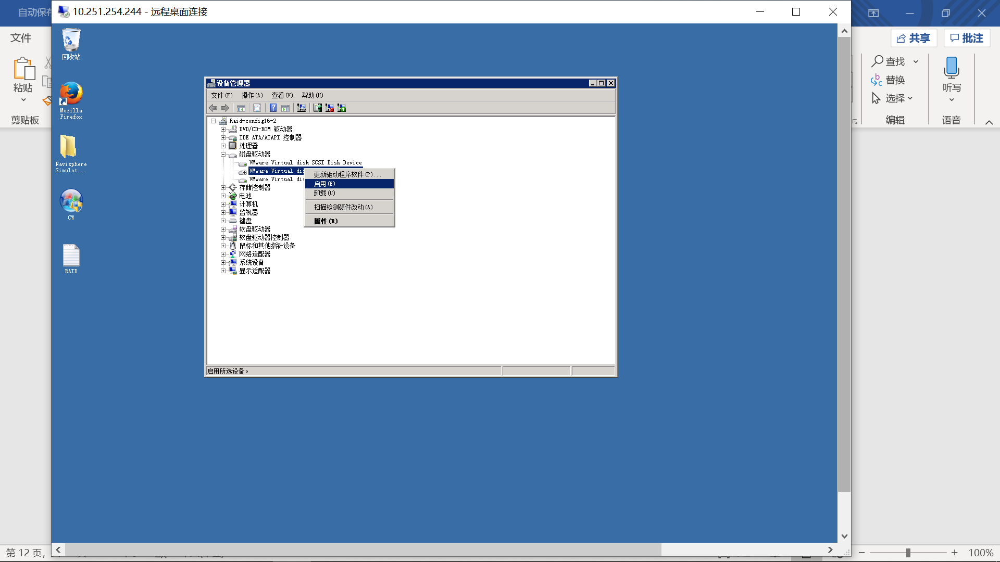 自动保存
10.251.254.244 - 远程桌面连接
文件
共享
批注
粘贴
剪贴板
查找
替换
选择
编辑
听写
语音
回收站
Mozilla
Firefox
Navisphere
Simulat...
CW
RAID
设备管理器
文件(F) 操作(A) 查看(V) 帮助(H)
Raid-config16-2
DVD/CD-ROM 驱动器
IDE ATA/ATAPI 控制器
处理器
磁盘驱动器
VMware Virtual disk SCSI Disk Device
VMware Virtual dis
VMware Virtual di
存储控制器
电池
计算机
监视器
键盘
软盘驱动器
软盘驱动器控制器
鼠标和其他指针设备
网络适配器
系统设备
显示适配器
更新驱动程序软件(P)...
启用(E)
卸载(U)
扫描检测硬件改动(A)
属性(R)
启用所选设备。
第 12 页,
100%